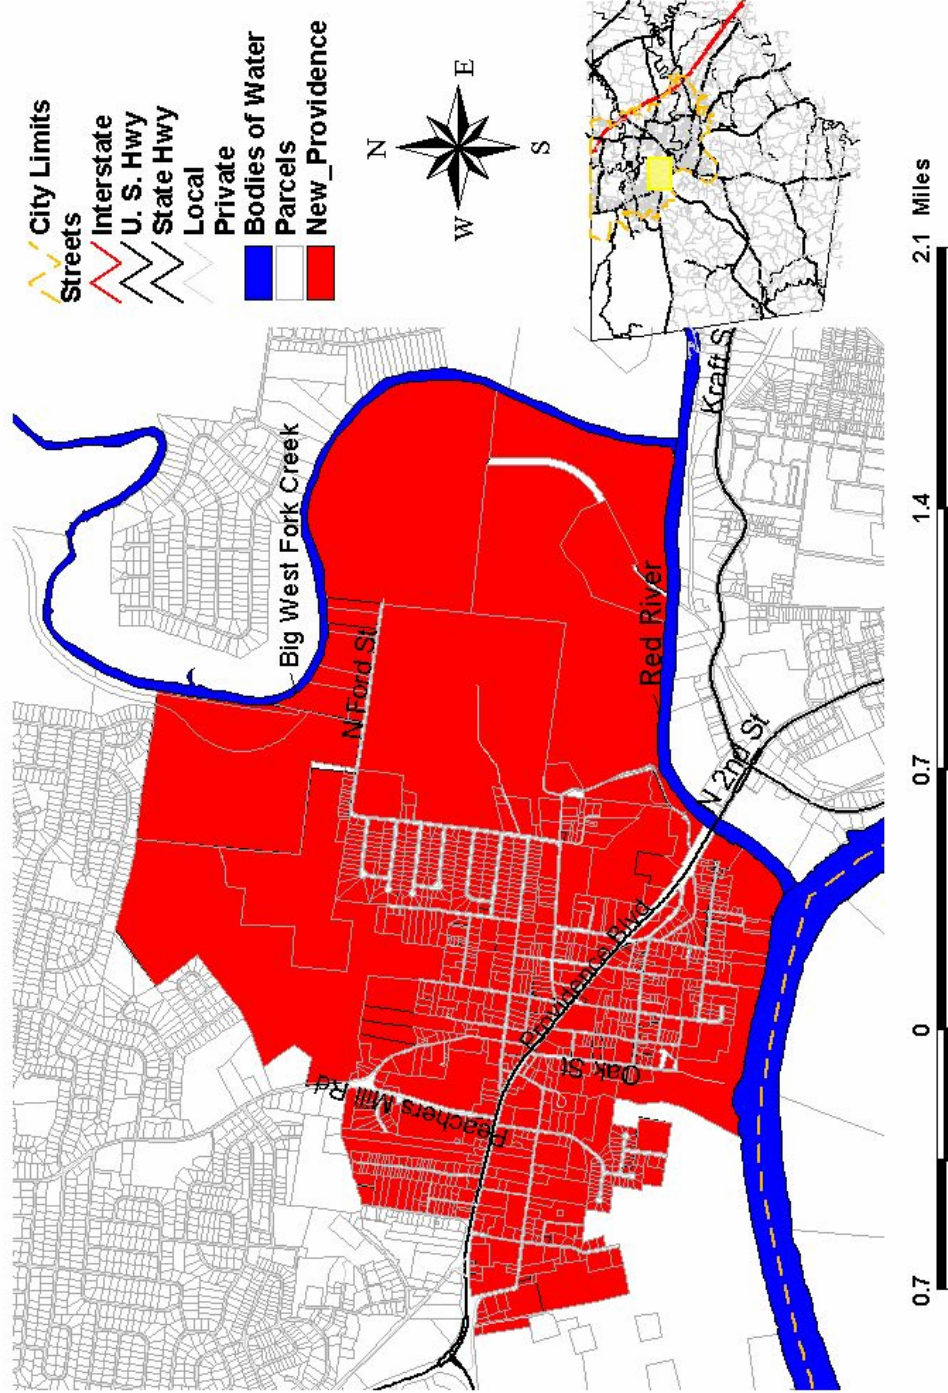 City Limits
Streets
Interstate
U. S. Hwy
State Hwy
Local
Private
Bodies of Water
Parcels
New_Providence
N
W
E
S
Big West Fork Creek
N Ford St
Peachers Mill Rd
Providence Blvd
Oak St
Red River
N 2nd St
Kraft S
0.7
0
0.7
1.4
2.1 Miles